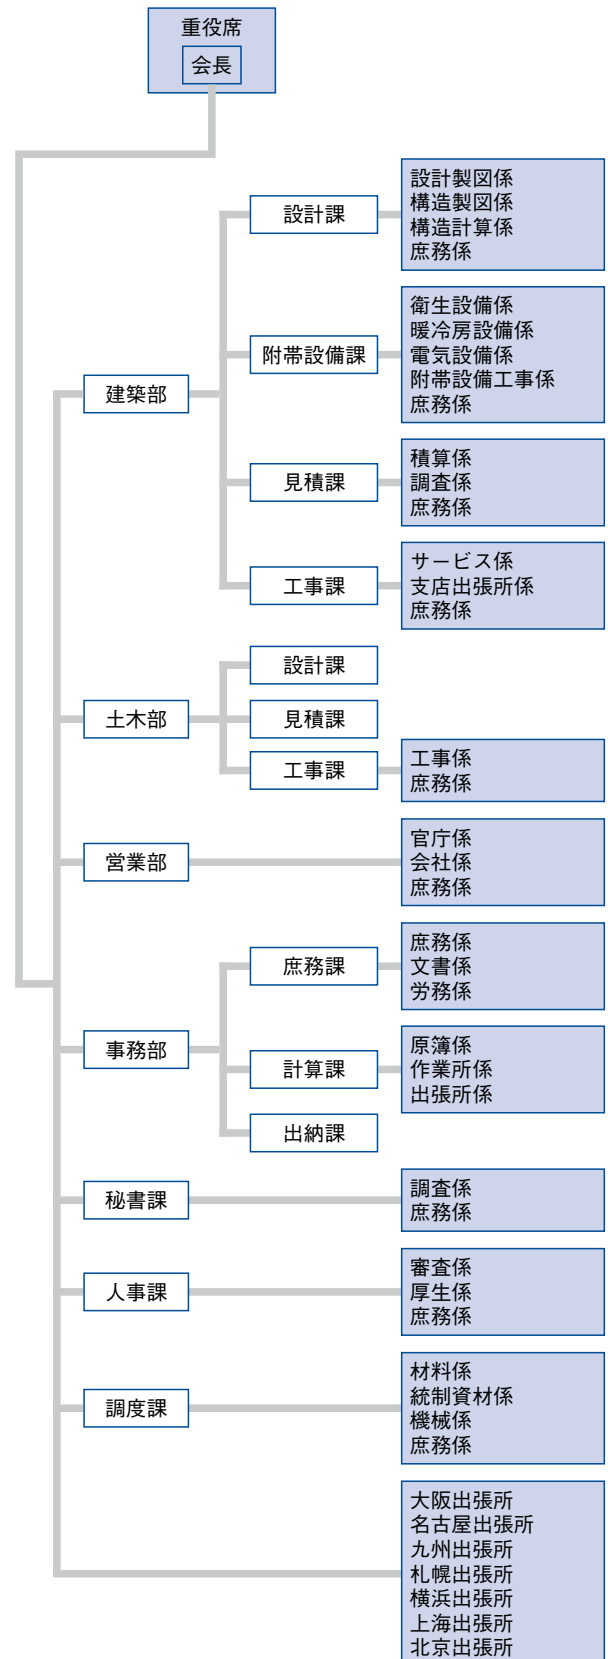 重役席
会長
建築部
設計課
設計製図係
構造製図係
構造計算係
庶務係
附帯設備課
衛生設備係
暖冷房設備係
電気設備係
附帯設備工事係
庶務係
見積課
積算係
調査係
庶務係
工事課
サービス係
支店出張所係
庶務係
土木部
設計課
見積課
工事課
工事係
庶務係
営業部
官庁係
会社係
庶務係
事務部
庶務課
庶務係
文書係
労務係
計算課
原簿係
作業所係
出張所係
出納課
秘書課
調査係
庶務係
人事課
審査係
厚生係
庶務係
調度課
材料係
統制資材係
機械係
庶務係
大阪出張所
名古屋出張所
九州出張所
札幌出張所
横浜出張所
上海出張所
北京出張所